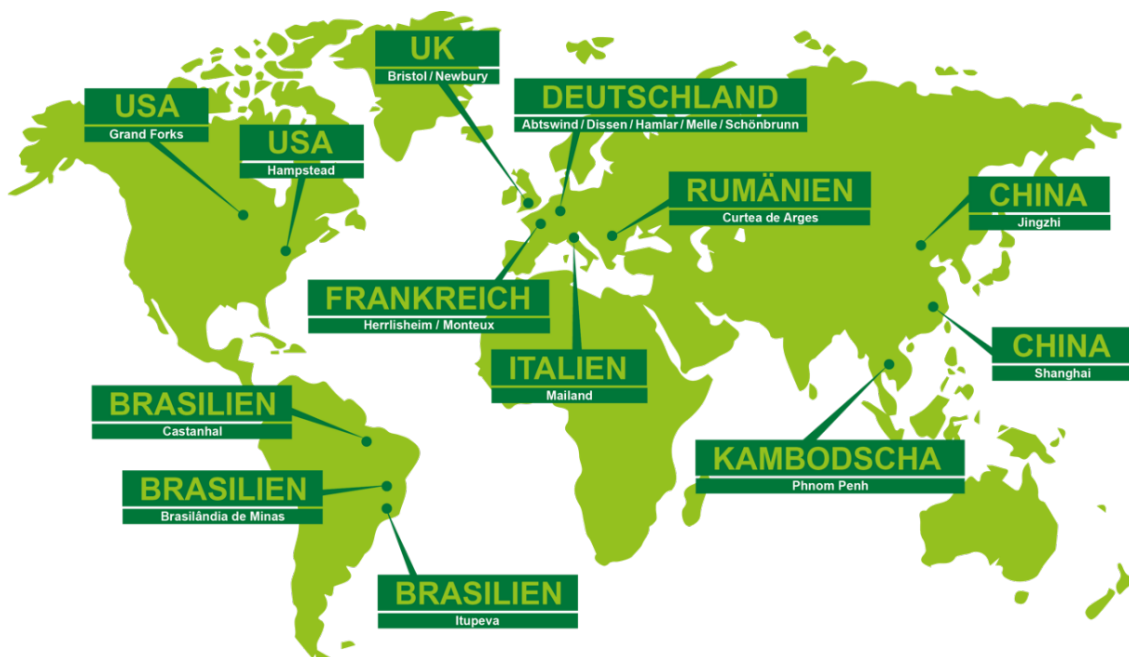 UK
Bristol / Newbury
DEUTSCHLAND
Abtswind / Dissen / Hamlar / Melle / Schönbrunn
USA
Grand Forks
USA
Hampstead
RUMÄNIEN
Curtea de Arges
CHINA
Jingzhi
FRANKREICH
Herrlisheim / Monteux
CHINA
Shanghai
ITALIEN
Mailand
BRASILIEN
Castanhal
KAMBODSCHA
Phnom Penh
BRASILIEN
Brasilândia de Minas
BRASILIEN
Itupeva